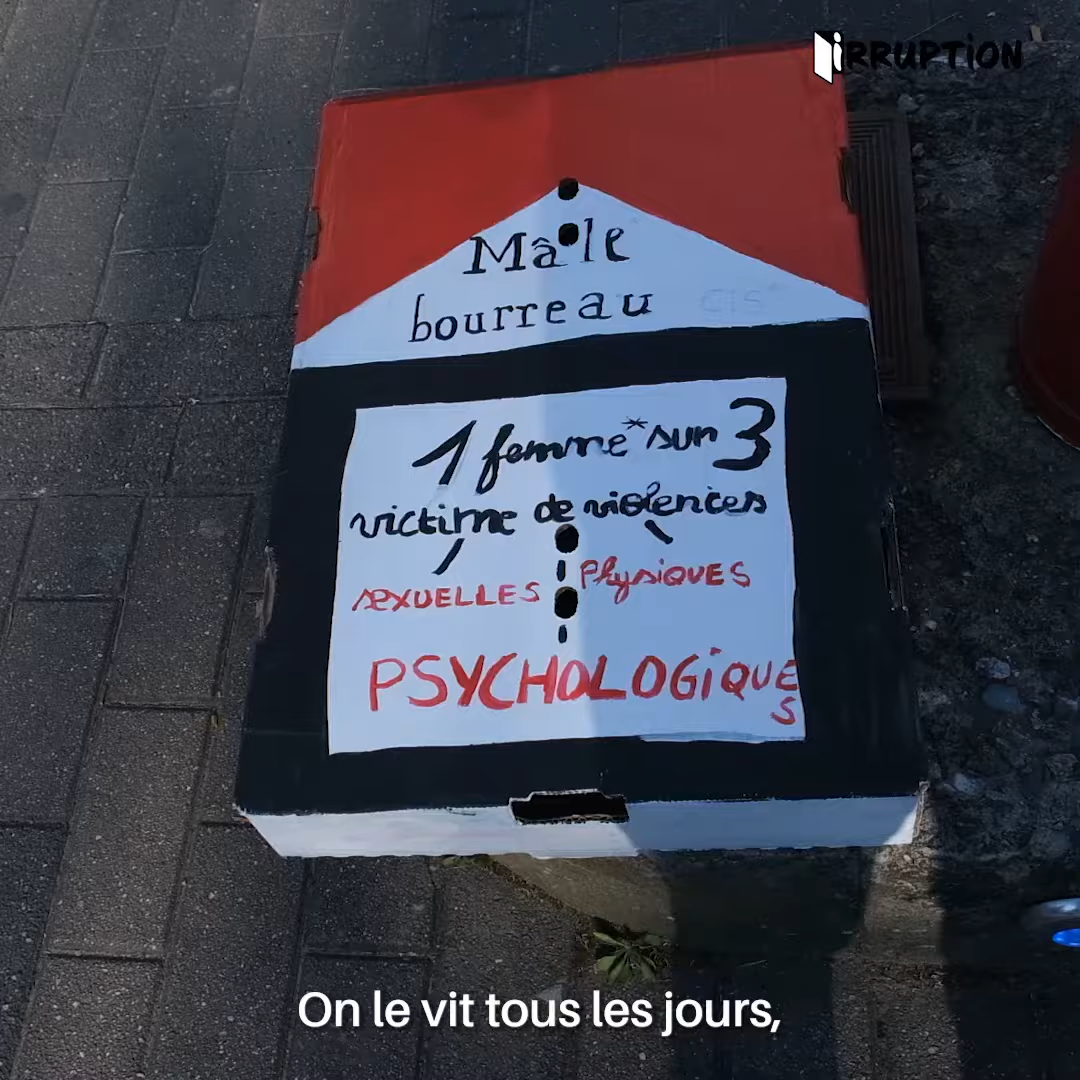 iRRUPTiON
Mâle
bourreau CIS
1 femme* sur 3
victime de violences
SEXUELLES Physiques
PSYCHOLOGiQUE
S
On le vit tous les jours,